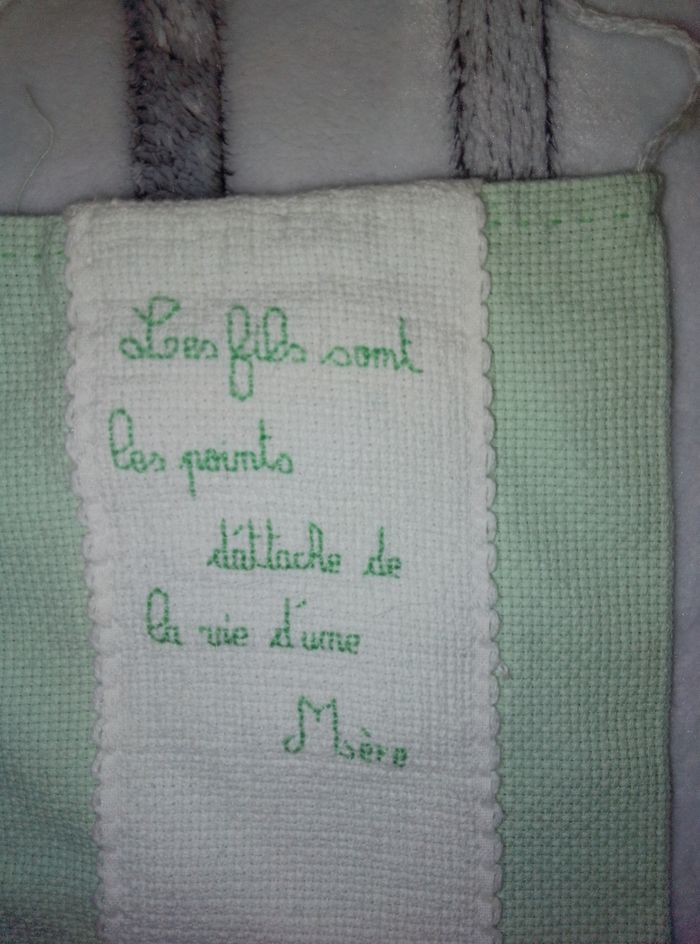 Les fils sont
les points
d'attache de
la vie d'une
Mère